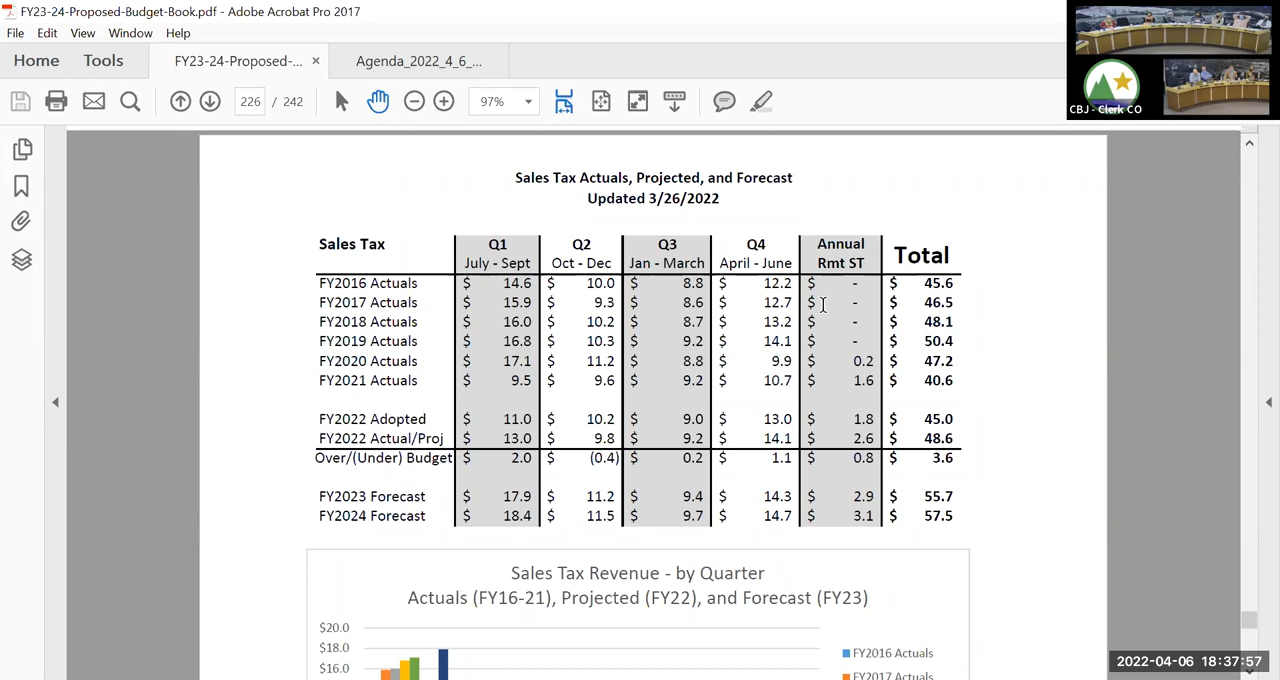 FY23-24-Proposed-Budget-Book.pdf - Adobe Acrobat Pro 2017
File Edit View Window Help
Home Tools FY23-24-Proposed-... × Agenda_2022_4_6_...
226 / 242 97%
CBJ - Clerk CO
Sales Tax Actuals, Projected, and Forecast
Updated 3/26/2022
Sales Tax Q1 Q2 Q3 Q4 Annual Total
July - Sept Oct - Dec Jan - March April - June Rmt ST
FY2016 Actuals $ 14.6 $ 10.0 $ 8.8 $ 12.2 $ - $ 45.6
FY2017 Actuals $ 15.9 $ 9.3 $ 8.6 $ 12.7 $ - $ 46.5
FY2018 Actuals $ 16.0 $ 10.2 $ 8.7 $ 13.2 $ - $ 48.1
FY2019 Actuals $ 16.8 $ 10.3 $ 9.2 $ 14.1 $ - $ 50.4
FY2020 Actuals $ 17.1 $ 11.2 $ 8.8 $ 9.9 $ 0.2 $ 47.2
FY2021 Actuals $ 9.5 $ 9.6 $ 9.2 $ 10.7 $ 1.6 $ 40.6
FY2022 Adopted $ 11.0 $ 10.2 $ 9.0 $ 13.0 $ 1.8 $ 45.0
FY2022 Actual/Proj $ 13.0 $ 9.8 $ 9.2 $ 14.1 $ 2.6 $ 48.6
Over/(Under) Budget $ 2.0 $ (0.4) $ 0.2 $ 1.1 $ 0.8 $ 3.6
FY2023 Forecast $ 17.9 $ 11.2 $ 9.4 $ 14.3 $ 2.9 $ 55.7
FY2024 Forecast $ 18.4 $ 11.5 $ 9.7 $ 14.7 $ 3.1 $ 57.5
Sales Tax Revenue - by Quarter
Actuals (FY16-21), Projected (FY22), and Forecast (FY23)
$20.0
$18.0
$16.0
FY2016 Actuals
FY2017 Actuals
2022-04-06 18:37:57